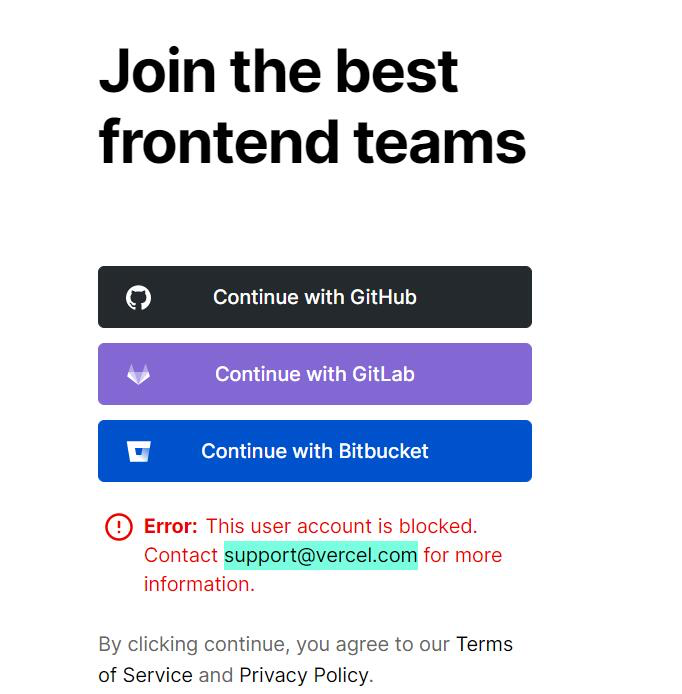 Join the best
frontend teams
Continue with GitHub
Continue with GitLab
Continue with Bitbucket
Error: This user account is blocked.
Contact support@vercel.com for more
information.
By clicking continue, you agree to our Terms
of Service and Privacy Policy.